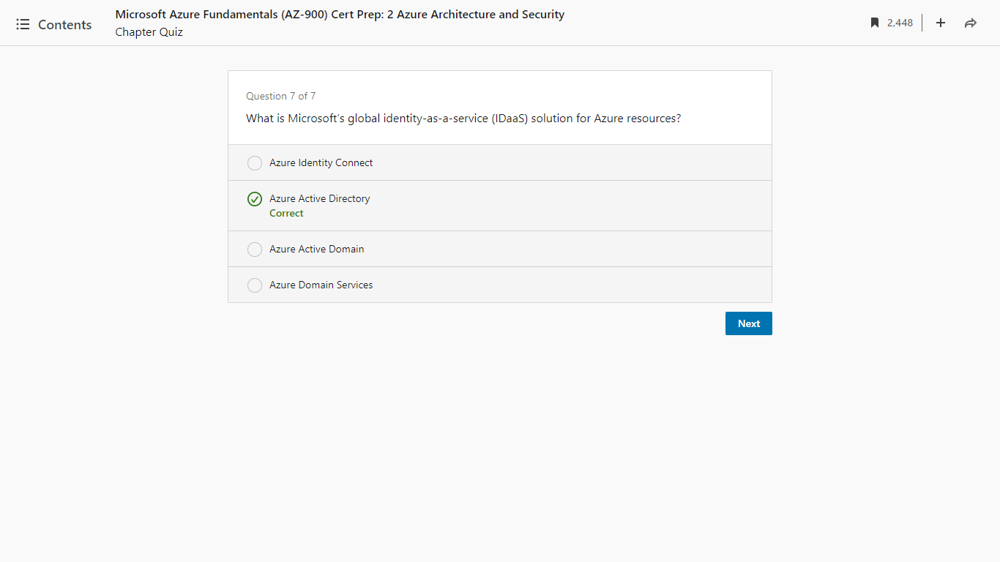 Contents
Microsoft Azure Fundamentals (AZ-900) Cert Prep: 2 Azure Architecture and Security
Chapter Quiz
2,448
Question 7 of 7
What is Microsoft's global identity-as-a-service (IDaaS) solution for Azure resources?
Azure Identity Connect
Azure Active Directory
Correct
Azure Active Domain
Azure Domain Services
Next